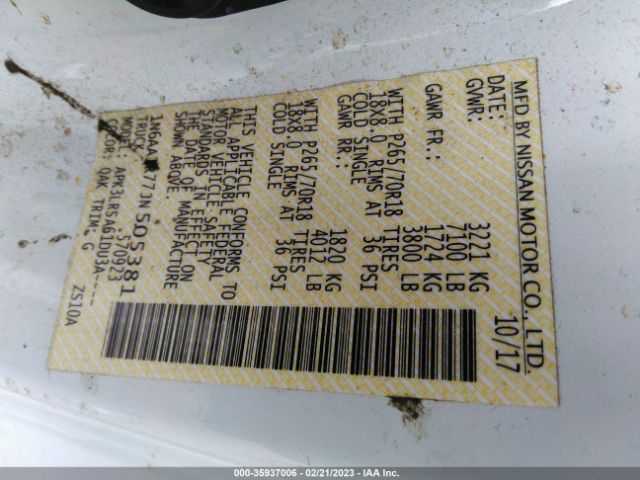 MFD BY NISSAN MOTOR CO., LTD.
DATE: 10/17
GVWR: 3221 KG
7100 LB
GAWR FR.: 1724 KG
3800 LB
WITH P265/70R18 TIRES
18X8.0 RIMS AT 36 PSI
COLD SINGLE
GAWR RR.: 1820 KG
4012 LB
WITH P265/70R18 TIRES
18X8.0 RIMS AT 36 PSI
COLD SINGLE
THIS VEHICLE CONFORMS TO
ALL APPLICABLE FEDERAL
MOTOR VEHICLE SAFETY
STANDARDS IN EFFECT ON
THE DATE OF MANUFACTURE
SHOWN ABOVE.
TRUCK 370923
MODEL: APK3LRSA61DU3A----
COLOR: QAK TRIM: G
ZS10A
000-35937006 - 02/21/2023 - IAA Inc.